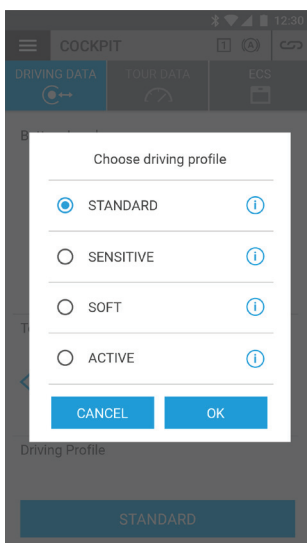 12:30
COCKPIT
1 (A)
DRIVING DATA TOUR DATA ECS
Choose driving profile
STANDARD
SENSITIVE
SOFT
ACTIVE
CANCEL OK
Driving Profile
STANDARD